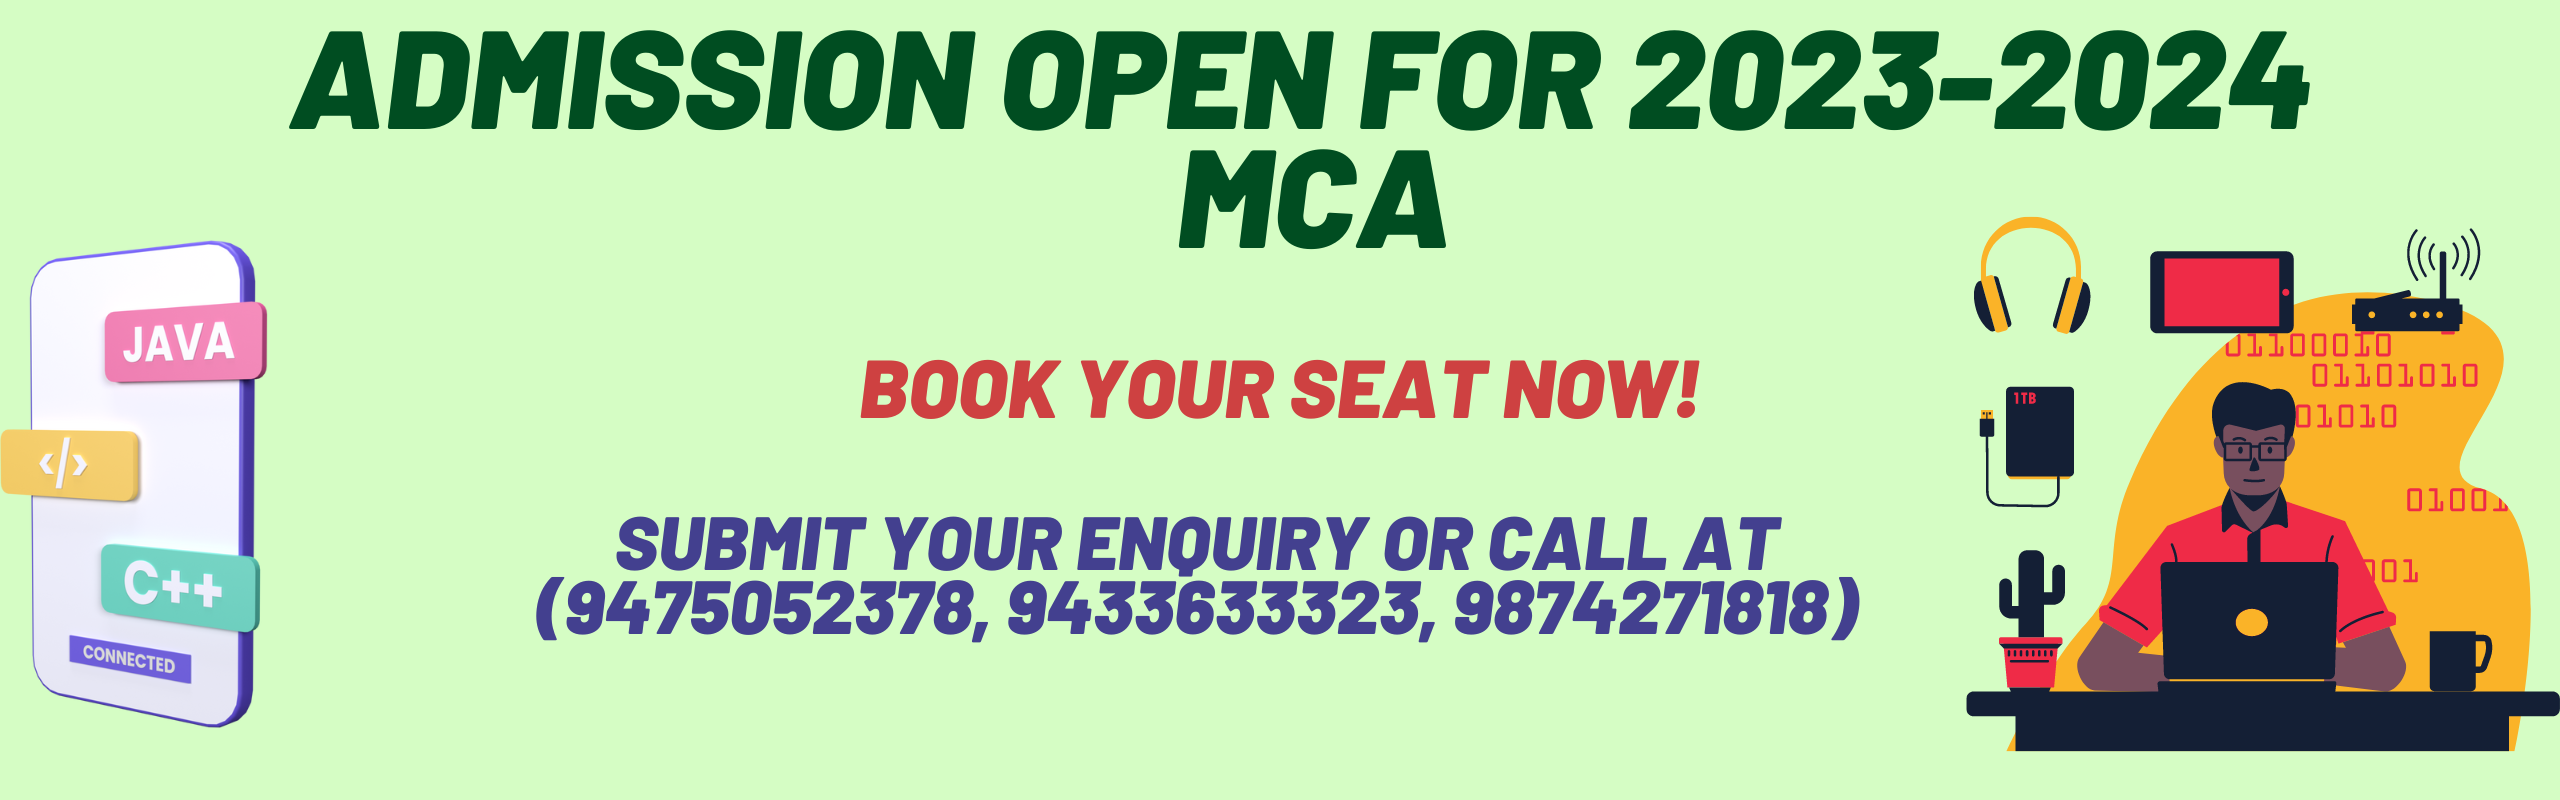 ADMISSION OPEN FOR 2023-2024
MCA
BOOK YOUR SEAT NOW!
SUBMIT YOUR ENQUIRY OR CALL AT
(9475052378, 9433633323, 9874271818)
JAVA
</>
C++
CONNECTED
1TB
01100010
01101010
01010
01001
001